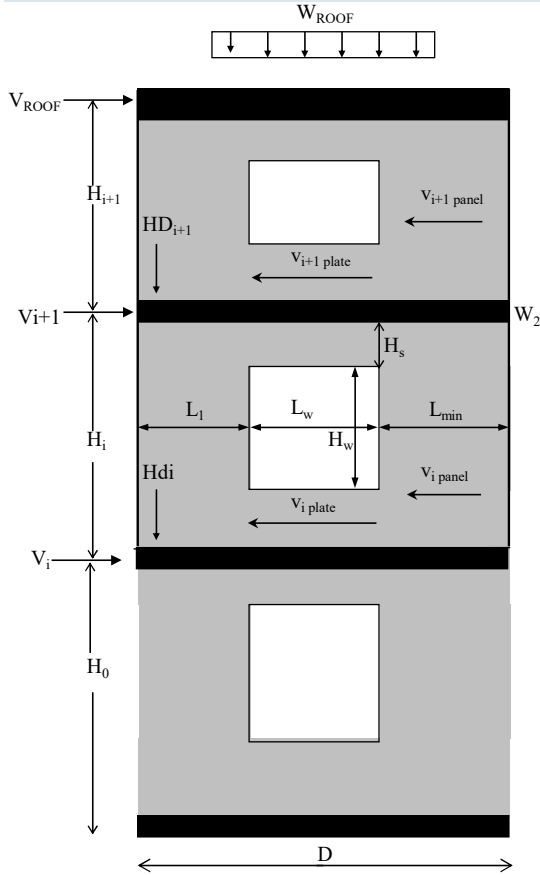 W_ROOF
V_ROOF
H_i+1
v_i+1 panel
HD_i+1
v_i+1 plate
Vi+1
W_2
H_s
L_1
L_w
L_min
H_w
H_i
Hdi
v_i panel
v_i plate
V_i
H_0
D